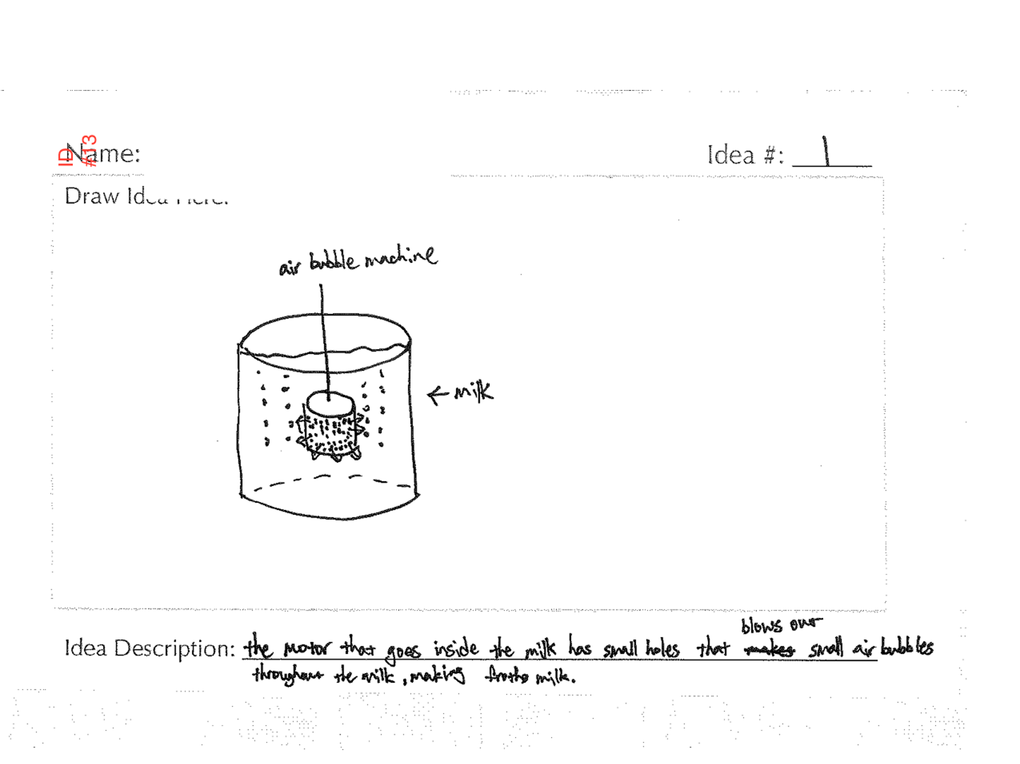 ID
#J3
Name:
Idea #: 1
Draw Idea Here:
air bubble machine
← milk
blows out
Idea Description: the motor that goes inside the milk has small holes that makes small air bubbles
throughout the milk, making froth milk.